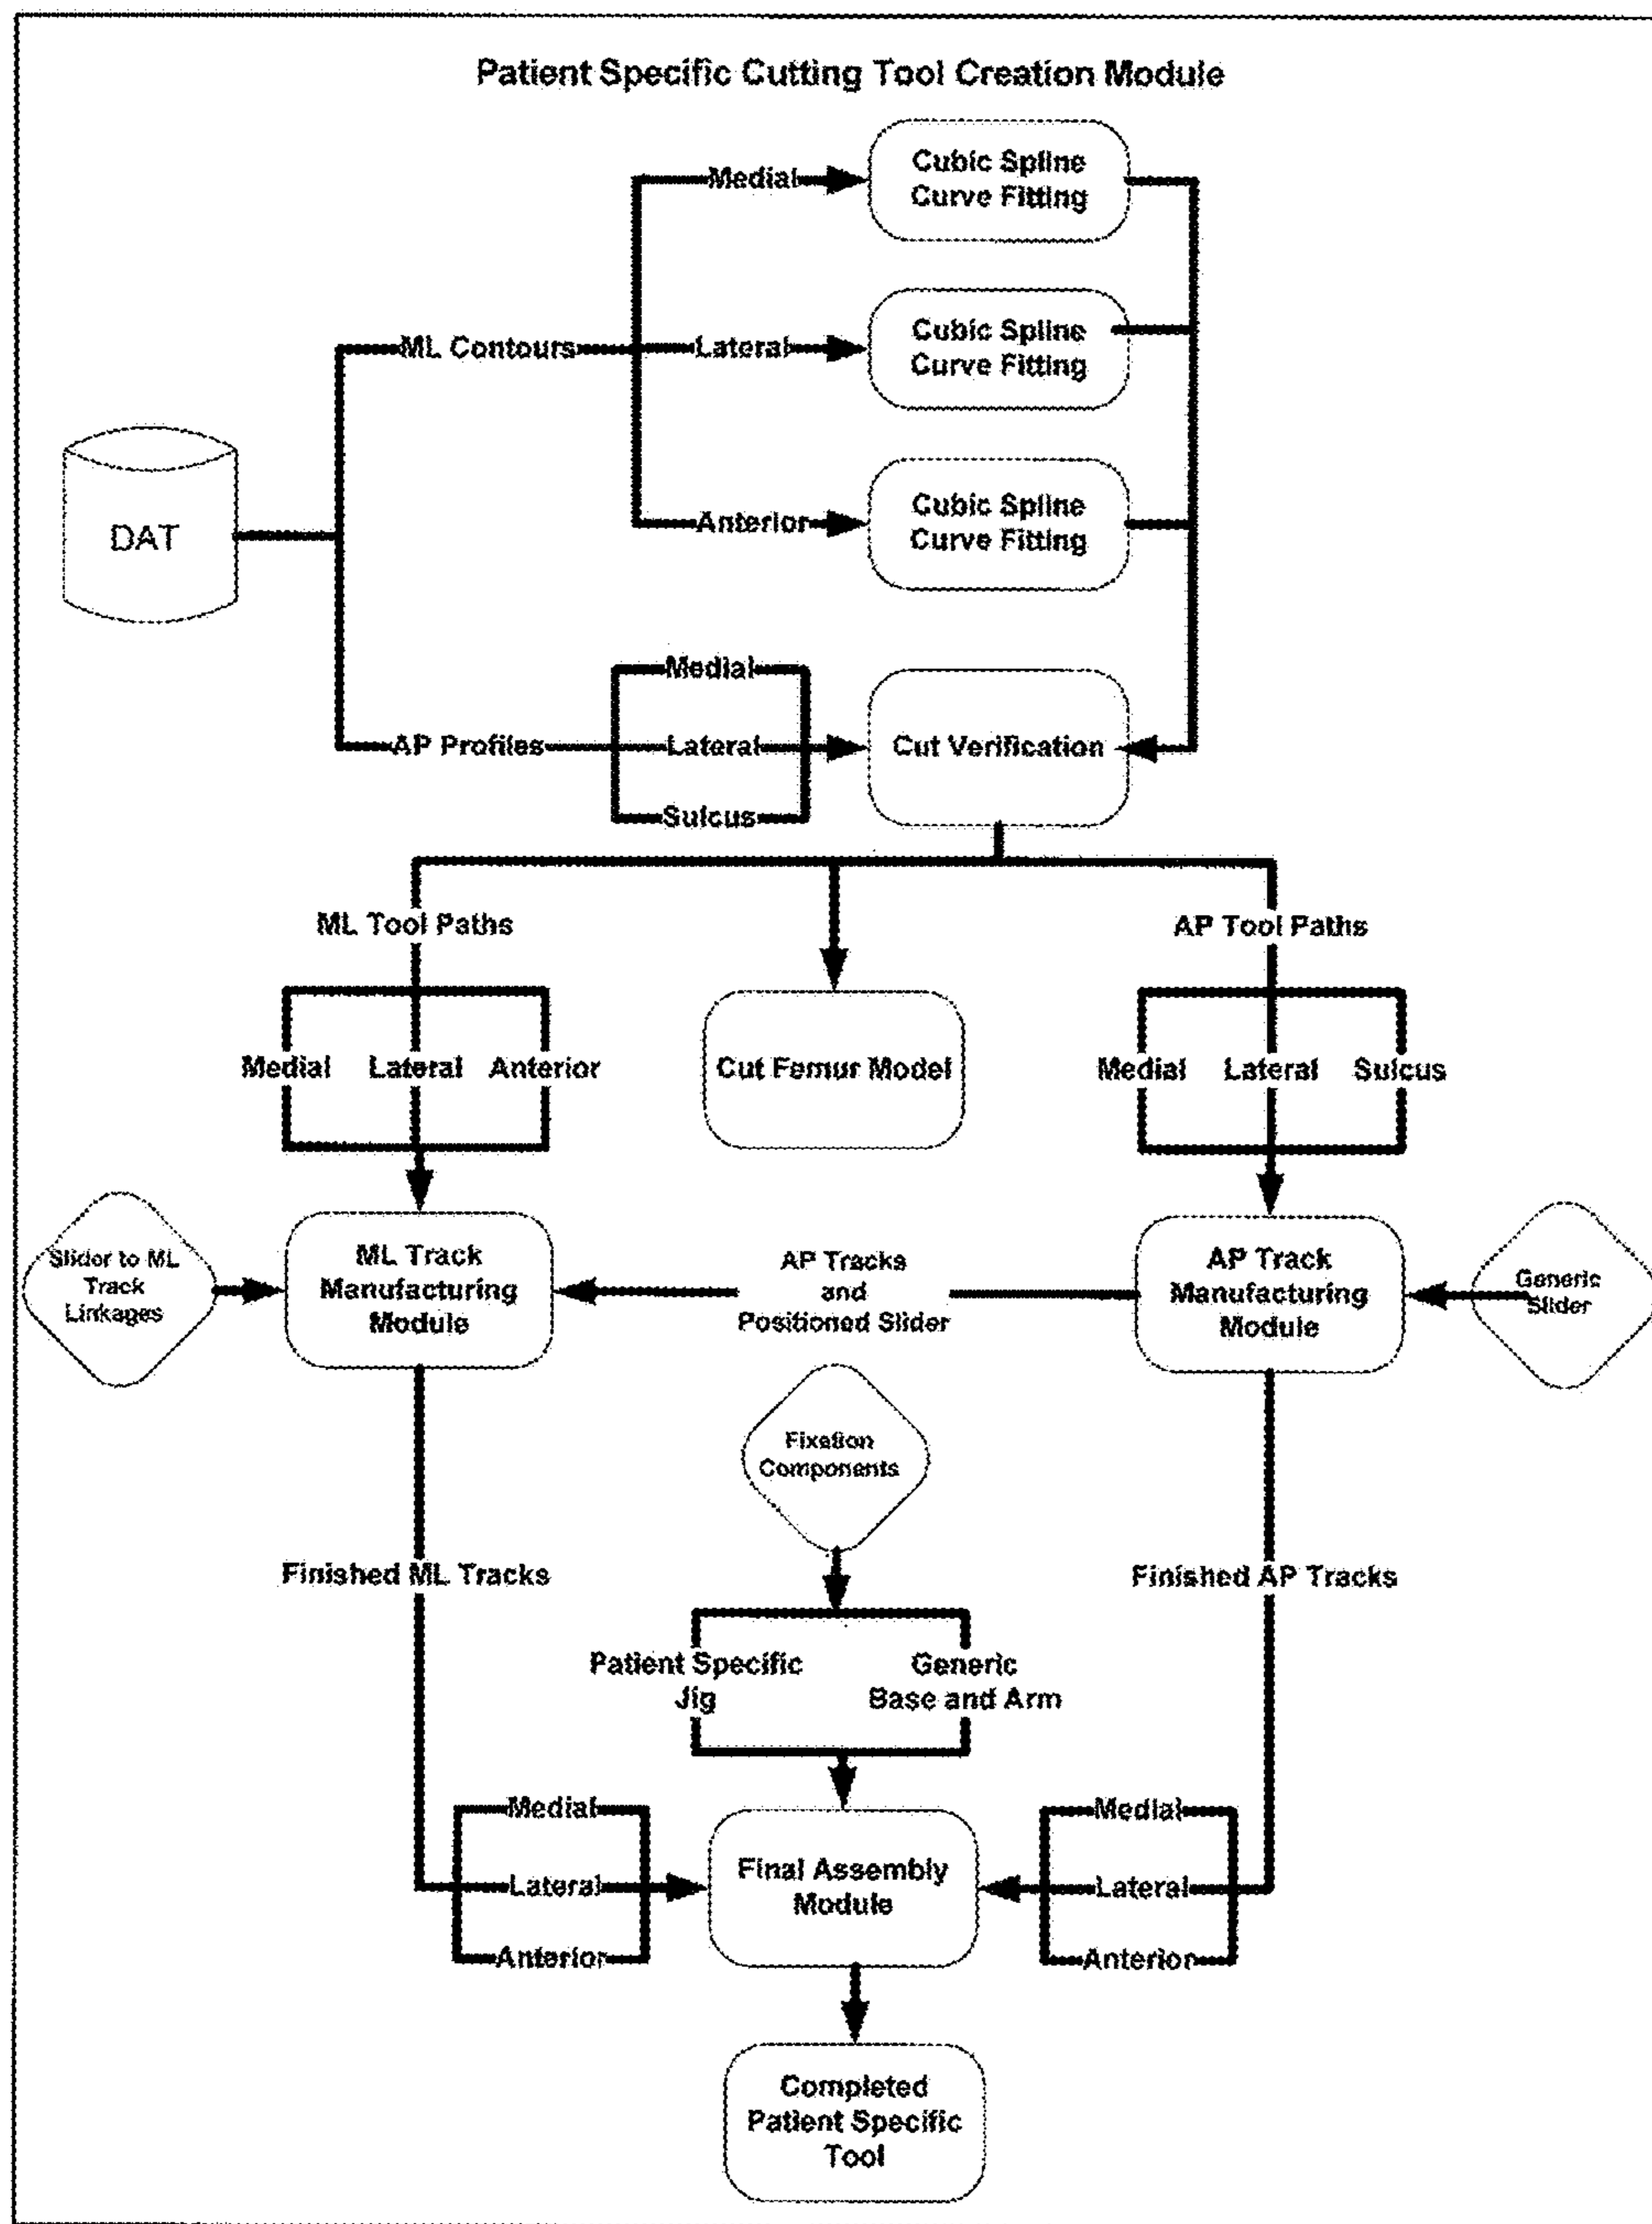 Patient Specific Cutting Tool Creation Module
Medial
Cubic Spline
Curve Fitting
ML Contours
Lateral
Cubic Spline
Curve Fitting
Anterior
Cubic Spline
Curve Fitting
DAT
Medial
AP Profiles
Lateral
Sulcus
Cut Verification
ML Tool Paths
AP Tool Paths
Medial
Lateral
Anterior
Cut Femur Model
Medial
Lateral
Sulcus
Slider to ML
Track
Linkages
ML Track
Manufacturing
Module
AP Tracks
and
Positioned Slider
AP Track
Manufacturing
Module
Generic
Slider
Fixation
Components
Finished ML Tracks
Finished AP Tracks
Patient Specific
Jig
Generic
Base and Arm
Medial
Lateral
Anterior
Final Assembly
Module
Medial
Lateral
Anterior
Completed
Patient Specific
Tool